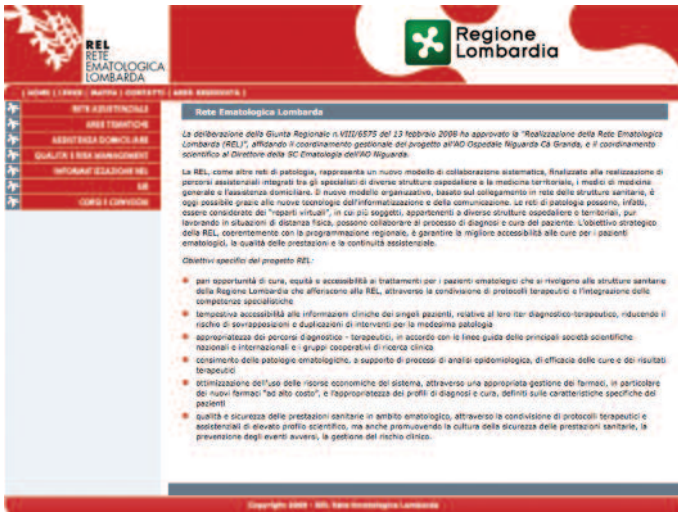 REL
RETE
EMATOLOGICA
LOMBARDA
Regione
Lombardia
| HOME | LINKS | MAPPA | CONTATTI | AREA RISERVATA |
RETE ASSISTENZIALE
AREE TEMATICHE
ASSISTENZA DOMICILIARE
QUALITÀ E RISK MANAGEMENT
INFORMATIZZAZIONE REL
CORSI E CONVEGNI
Rete Ematologica Lombarda
La deliberazione della Giunta Regionale n.VIII/6575 del 13 febbraio 2008 ha approvato la "Realizzazione della Rete Ematologica
Lombarda (REL)", affidando il coordinamento gestionale del progetto all'AO Ospedale Niguarda Cà Granda, e il coordinamento
scientifico al Direttore della SC Ematologia dell'AO Niguarda.
La REL, come altre reti di patologia, rappresenta un nuovo modello di collaborazione sistematica, finalizzato alla realizzazione di
percorsi assistenziali integrati tra gli specialisti di diverse strutture ospedaliere e la medicina territoriale, i medici di medicina
generale e l'assistenza domiciliare. Il nuovo modello organizzativo, basato sul collegamento in rete delle strutture sanitarie, è
oggi possibile grazie alle nuove tecnologie dell'informatizzazione e della comunicazione. Le reti di patologia possono, infatti,
essere considerate dei "reparti virtuali", in cui più soggetti, appartenenti a diverse strutture ospedaliere o territoriali, pur
lavorando in situazioni di distanza fisica, possono collaborare al processo di diagnosi e cura del paziente. L'obiettivo strategico
della REL, coerentemente con la programmazione regionale, è garantire la migliore accessibilità alle cure per i pazienti
ematologici, la qualità delle prestazioni e la continuità assistenziale.
Obiettivi specifici del progetto REL:
pari opportunità di cura, equità e accessibilità ai trattamenti per i pazienti ematologici che si rivolgono alle strutture sanitarie
della Regione Lombardia che afferiscono alla REL, attraverso la condivisione di protocolli terapeutici e l'integrazione delle
competenze specialistiche
tempestiva accessibilità alle informazioni cliniche dei singoli pazienti, relative al loro iter diagnostico-terapeutico, riducendo il
rischio di sovrapposizioni e duplicazioni di interventi per la medesima patologia
appropriatezza dei percorsi diagnostico - terapeutici, in accordo con le linee guida delle principali società scientifiche
nazionali e internazionali e i gruppi cooperativi di ricerca clinica
censimento delle patologie ematologiche, a supporto di processi di analisi epidemiologica, di efficacia delle cure e dei risultati
terapeutici
ottimizzazione dell'uso delle risorse economiche del sistema, attraverso una appropriata gestione dei farmaci, in particolare
dei nuovi farmaci "ad alto costo", e l'appropriatezza dei profili di diagnosi e cura, definiti sulle caratteristiche specifiche dei
pazienti
qualità e sicurezza delle prestazioni sanitarie in ambito ematologico, attraverso la condivisione di protocolli terapeutici e
assistenziali di elevato profilo scientifico, ma anche promuovendo la cultura della sicurezza delle prestazioni sanitarie, la
prevenzione degli eventi avversi, la gestione del rischio clinico.
Copyright 2009 - REL Rete Ematologica Lombarda